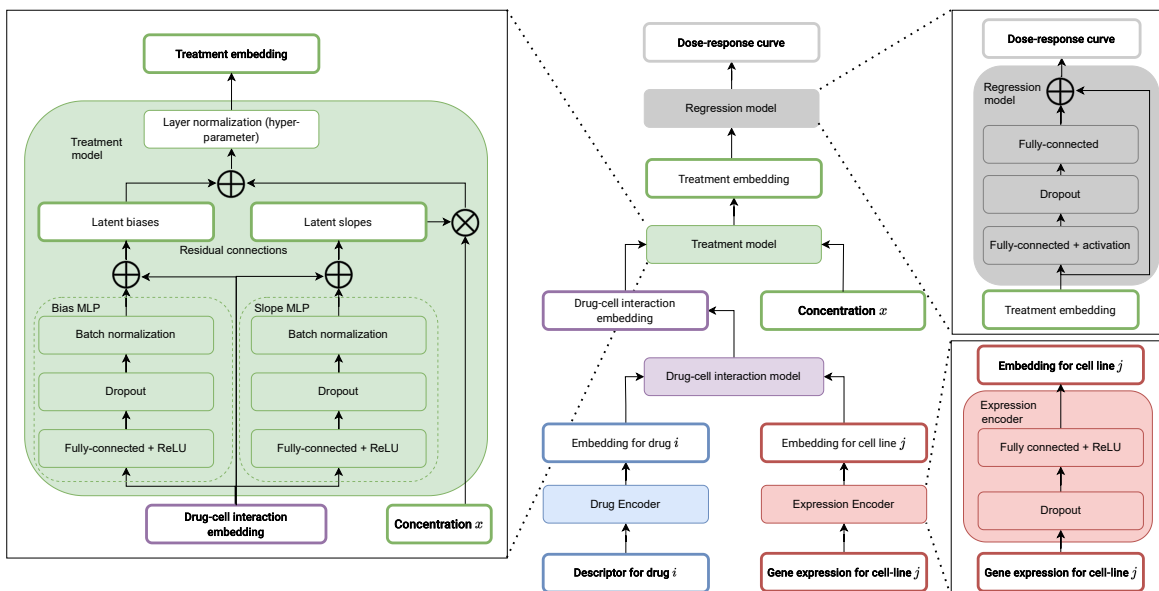 Treatment embedding
Treatment
model
Layer normalization (hyper-
parameter)
Latent biases
Latent slopes
Residual connections
Bias MLP
Batch normalization
Dropout
Fully-connected + ReLU
Slope MLP
Batch normalization
Dropout
Fully-connected + ReLU
Drug-cell interaction
embedding
Concentration x
Dose-response curve
Regression model
Treatment embedding
Treatment model
Drug-cell interaction
embedding
Concentration x
Drug-cell interaction model
Embedding for drug i
Embedding for cell line j
Drug Encoder
Expression Encoder
Descriptor for drug i
Gene expression for cell-line j
Dose-response curve
Regression
model
Fully-connected
Dropout
Fully-connected + activation
Treatment embedding
Embedding for cell line j
Expression
encoder
Fully connected + ReLU
Dropout
Gene expression for cell-line j